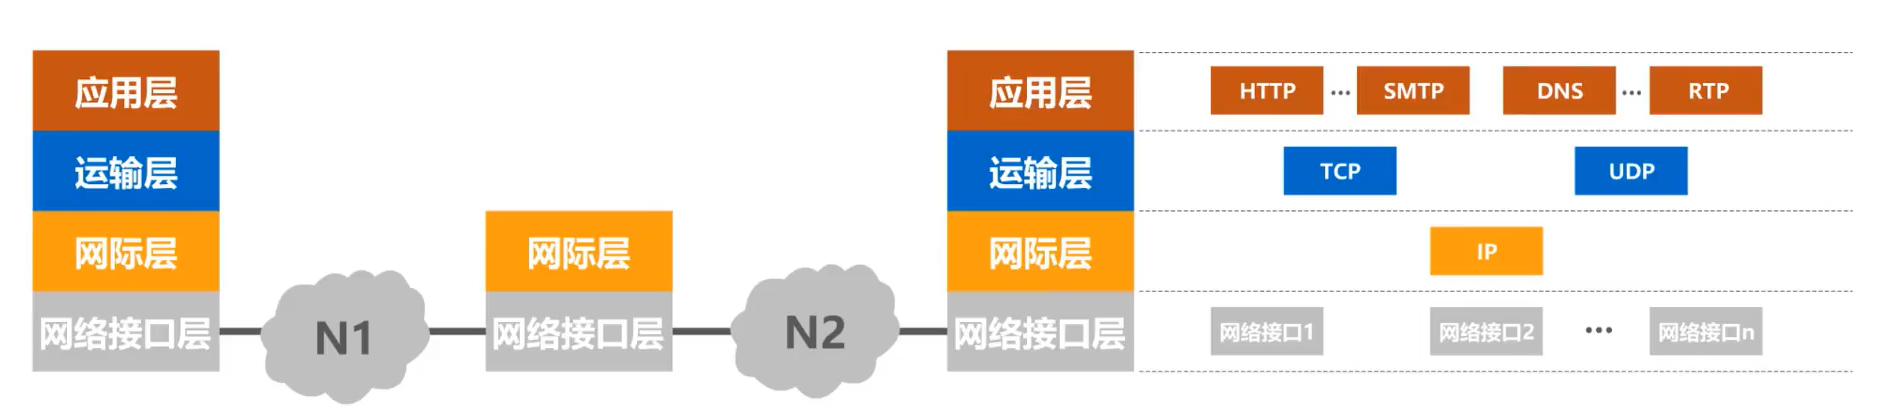 应用层
运输层
网际层
网络接口层
N1
网际层
网络接口层
N2
应用层
运输层
网际层
网络接口层
HTTP ... SMTP DNS ... RTP
TCP UDP
IP
网络接口1 网络接口2 ... 网络接口n